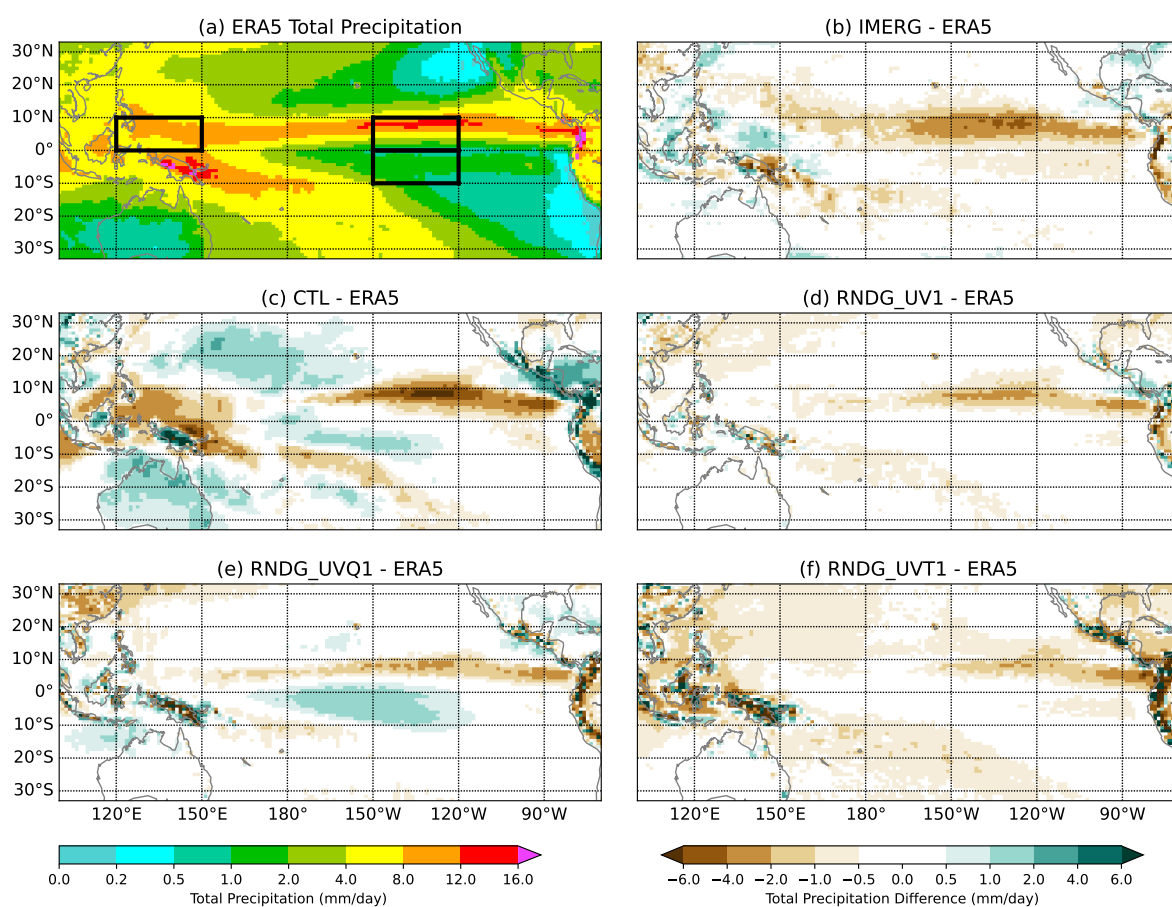 (a) ERA5 Total Precipitation
(b) IMERG - ERA5
30°N
20°N
10°N
0°
10°S
20°S
30°S
(c) CTL - ERA5
(d) RNDG_UV1 - ERA5
30°N
20°N
10°N
0°
10°S
20°S
30°S
(e) RNDG_UVQ1 - ERA5
(f) RNDG_UVT1 - ERA5
30°N
20°N
10°N
0°
10°S
20°S
30°S
120°E 150°E 180° 150°W 120°W 90°W
120°E 150°E 180° 150°W 120°W 90°W
0.0 0.2 0.5 1.0 2.0 4.0 8.0 12.0 16.0
Total Precipitation (mm/day)
−6.0 −4.0 −2.0 −1.0 −0.5 0.0 0.5 1.0 2.0 4.0 6.0
Total Precipitation Difference (mm/day)